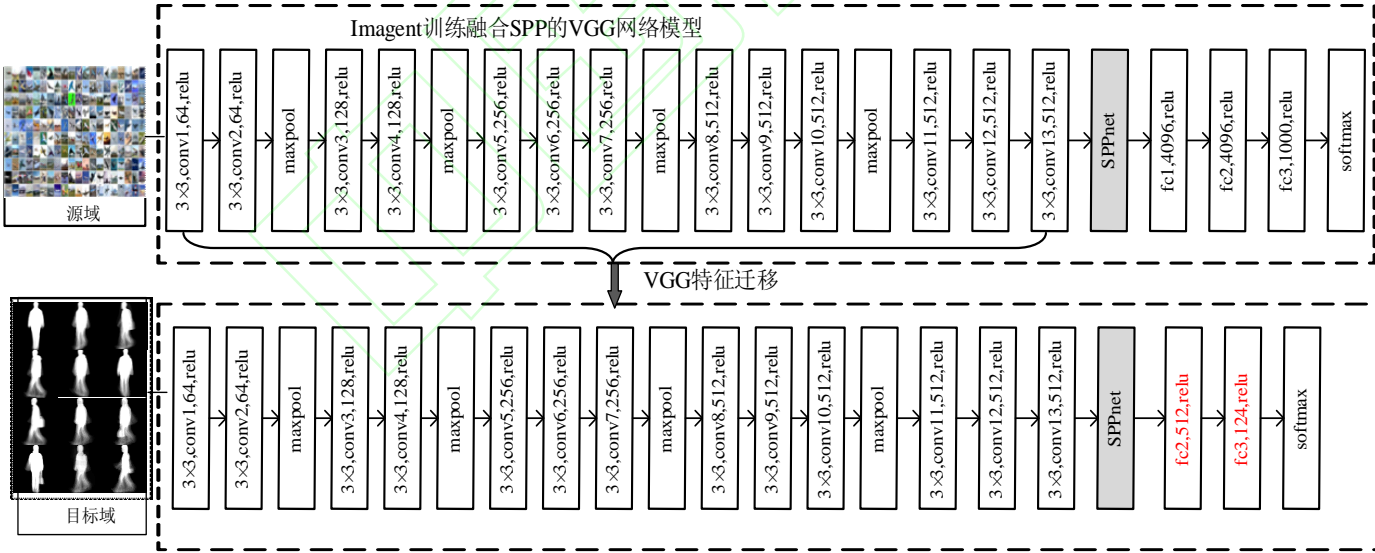 Imagent训练融合SPP的VGG网络模型
3×3,conv1,64,relu
3×3,conv2,64,relu
maxpool
3×3,conv3,128,relu
3×3,conv4,128,relu
maxpool
3×3,conv5,256,relu
3×3,conv6,256,relu
3×3,conv7,256,relu
maxpool
3×3,conv8,512,relu
3×3,conv9,512,relu
3×3,conv10,512,relu
maxpool
3×3,conv11,512,relu
3×3,conv12,512,relu
3×3,conv13,512,relu
SPPnet
fc1,4096,relu
fc2,4096,relu
fc3,1000,relu
softmax
源域
VGG特征迁移
3×3,conv1,64,relu
3×3,conv2,64,relu
maxpool
3×3,conv3,128,relu
3×3,conv4,128,relu
maxpool
3×3,conv5,256,relu
3×3,conv6,256,relu
3×3,conv7,256,relu
maxpool
3×3,conv8,512,relu
3×3,conv9,512,relu
3×3,conv10,512,relu
maxpool
3×3,conv11,512,relu
3×3,conv12,512,relu
3×3,conv13,512,relu
SPPnet
fc2,512,relu
fc3,124,relu
softmax
目标域